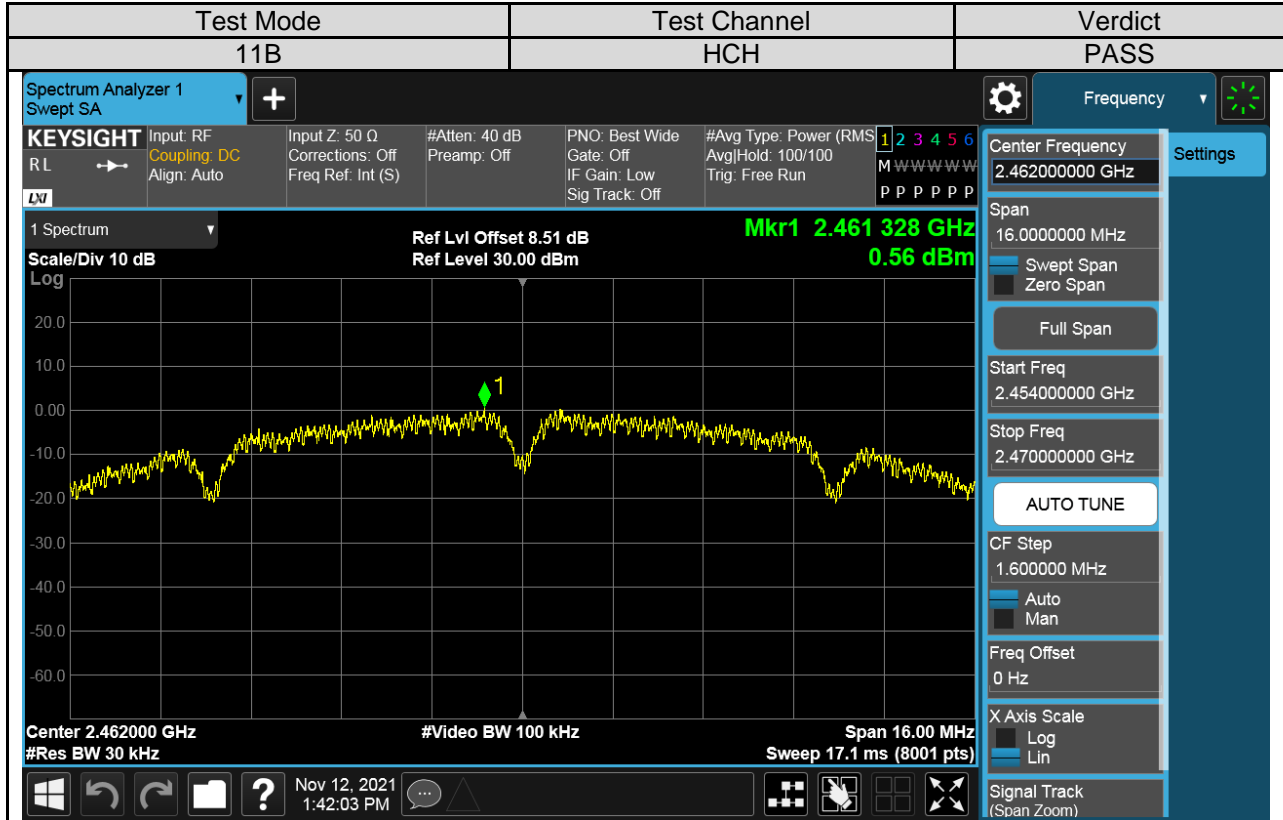 Test Mode Test Channel Verdict
11B HCH PASS
Spectrum Analyzer 1
Swept SA
Frequency
KEYSIGHT
R L
LXI
Input: RF
Coupling: DC
Align: Auto
Input Z: 50 Ω
Corrections: Off
Freq Ref: Int (S)
#Atten: 40 dB
Preamp: Off
PNO: Best Wide
Gate: Off
IF Gain: Low
Sig Track: Off
#Avg Type: Power (RMS
Avg|Hold: 100/100
Trig: Free Run
1 2 3 4 5 6
M W W W W W
P P P P P P
1 Spectrum
Scale/Div 10 dB
Log
Ref Lvl Offset 8.51 dB
Ref Level 30.00 dBm
Mkr1 2.461 328 GHz
0.56 dBm
20.0
10.0
0.00
-10.0
-20.0
-30.0
-40.0
-50.0
-60.0
1
Center 2.462000 GHz
#Res BW 30 kHz
#Video BW 100 kHz
Span 16.00 MHz
Sweep 17.1 ms (8001 pts)
Center Frequency
2.462000000 GHz
Settings
Span
16.0000000 MHz
Swept Span
Zero Span
Full Span
Start Freq
2.454000000 GHz
Stop Freq
2.470000000 GHz
AUTO TUNE
CF Step
1.600000 MHz
Auto
Man
Freq Offset
0 Hz
X Axis Scale
Log
Lin
Signal Track
(Span Zoom)
?
Nov 12, 2021
1:42:03 PM